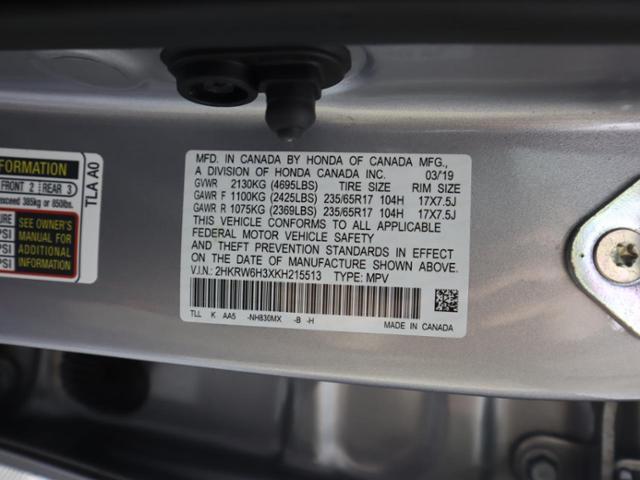 MFD. IN CANADA BY HONDA OF CANADA MFG.,
A DIVISION OF HONDA CANADA INC. 03/19
GVWR 2130KG (4695LBS) TIRE SIZE RIM SIZE
GAWR F 1100KG (2425LBS) 235/65R17 104H 17X7.5J
GAWR R 1075KG (2369LBS) 235/65R17 104H 17X7.5J
THIS VEHICLE CONFORMS TO ALL APPLICABLE
FEDERAL MOTOR VEHICLE SAFETY
AND THEFT PREVENTION STANDARDS IN
EFFECT ON THE DATE OF MANUFACTURE SHOWN ABOVE.
V.I.N.: 2HKRW6H3XKH215513 TYPE: MPV
TLL K AA5 -NH830MX -B -H
MADE IN CANADA
FORMATION
FRONT 2 REAR 3
exceed 385kg or 850lbs.
SEE OWNER'S
MANUAL FOR
ADDITIONAL
INFORMATION
TLA A0